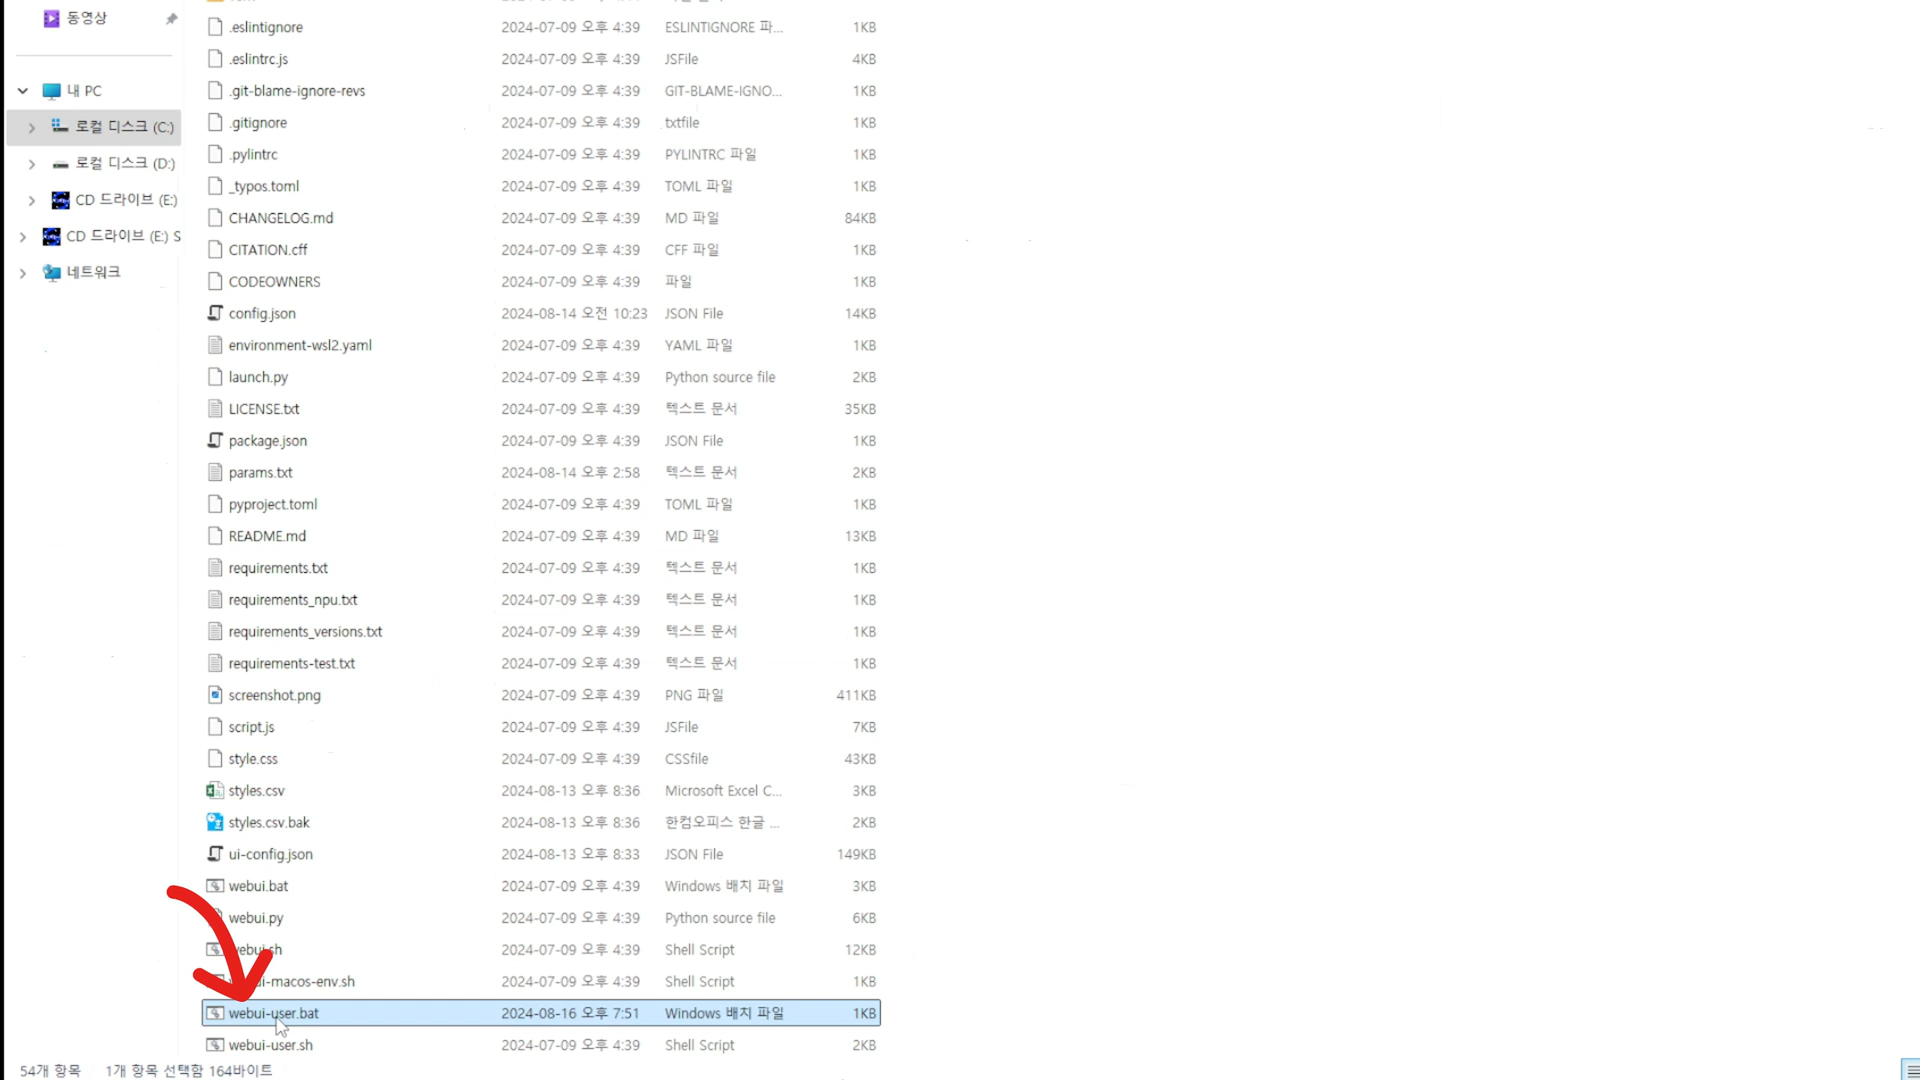 동영상
내 PC
로컬 디스크 (C:)
로컬 디스크 (D:)
CD 드라이브 (E:)
CD 드라이브 (E:) S
네트워크
.eslintignore 2024-07-09 오후 4:39 ESLINTIGNORE 파... 1KB
.eslintrc.js 2024-07-09 오후 4:39 JSFile 4KB
.git-blame-ignore-revs 2024-07-09 오후 4:39 GIT-BLAME-IGNO... 1KB
.gitignore 2024-07-09 오후 4:39 txtfile 1KB
.pylintrc 2024-07-09 오후 4:39 PYLINTRC 파일 1KB
_typos.toml 2024-07-09 오후 4:39 TOML 파일 1KB
CHANGELOG.md 2024-07-09 오후 4:39 MD 파일 84KB
CITATION.cff 2024-07-09 오후 4:39 CFF 파일 1KB
CODEOWNERS 2024-07-09 오후 4:39 파일 1KB
config.json 2024-08-14 오전 10:23 JSON File 14KB
environment-wsl2.yaml 2024-07-09 오후 4:39 YAML 파일 1KB
launch.py 2024-07-09 오후 4:39 Python source file 2KB
LICENSE.txt 2024-07-09 오후 4:39 텍스트 문서 35KB
package.json 2024-07-09 오후 4:39 JSON File 1KB
params.txt 2024-08-14 오후 2:58 텍스트 문서 2KB
pyproject.toml 2024-07-09 오후 4:39 TOML 파일 1KB
README.md 2024-07-09 오후 4:39 MD 파일 13KB
requirements.txt 2024-07-09 오후 4:39 텍스트 문서 1KB
requirements_npu.txt 2024-07-09 오후 4:39 텍스트 문서 1KB
requirements_versions.txt 2024-07-09 오후 4:39 텍스트 문서 1KB
requirements-test.txt 2024-07-09 오후 4:39 텍스트 문서 1KB
screenshot.png 2024-07-09 오후 4:39 PNG 파일 411KB
script.js 2024-07-09 오후 4:39 JSFile 7KB
style.css 2024-07-09 오후 4:39 CSSfile 43KB
styles.csv 2024-08-13 오후 8:36 Microsoft Excel C... 3KB
styles.csv.bak 2024-08-13 오후 8:36 한컴오피스 한글 ... 2KB
ui-config.json 2024-08-13 오후 8:33 JSON File 149KB
webui.bat 2024-07-09 오후 4:39 Windows 배치 파일 3KB
webui.py 2024-07-09 오후 4:39 Python source file 6KB
webui.sh 2024-07-09 오후 4:39 Shell Script 12KB
ui-macos-env.sh 2024-07-09 오후 4:39 Shell Script 1KB
webui-user.bat 2024-08-16 오후 7:51 Windows 배치 파일 1KB
webui-user.sh 2024-07-09 오후 4:39 Shell Script 2KB
54개 항목 1개 항목 선택함 164바이트